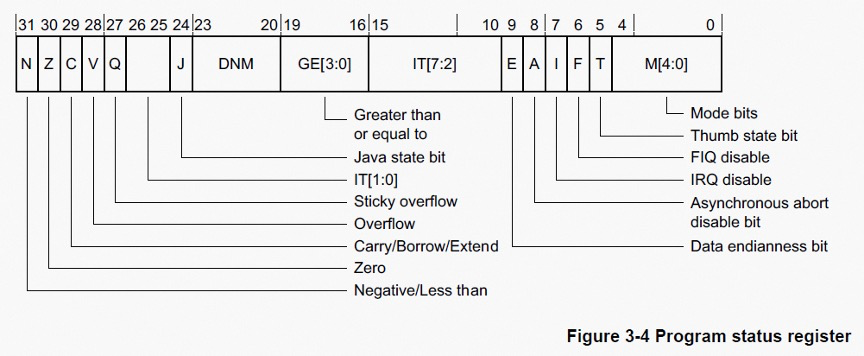 31 30 29 28 27 26 25 24 23 20 19 16 15 10 9 8 7 6 5 4 0
N Z C V Q J DNM GE[3:0] IT[7:2] E A I F T M[4:0]
Greater than
or equal to
Java state bit
IT[1:0]
Sticky overflow
Overflow
Carry/Borrow/Extend
Zero
Negative/Less than
Mode bits
Thumb state bit
FIQ disable
IRQ disable
Asynchronous abort
disable bit
Data endianness bit
Figure 3-4 Program status register